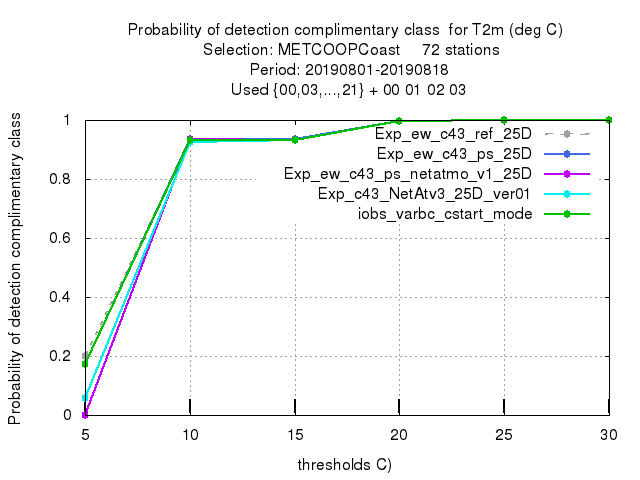 Probability of detection complimentary class  for T2m (deg C)
Selection: METCOOPCoast     72 stations
Period: 20190801-20190818
Used {00,03,...,21} + 00 01 02 03
Probability of detection complimentary class
1
0.8
0.6
0.4
0.2
0
Exp_ew_c43_ref_25D
Exp_ew_c43_ps_25D
Exp_ew_c43_ps_netatmo_v1_25D
Exp_c43_NetAtv3_25D_ver01
iobs_varbc_cstart_mode
5 10 15 20 25 30
thresholds C)